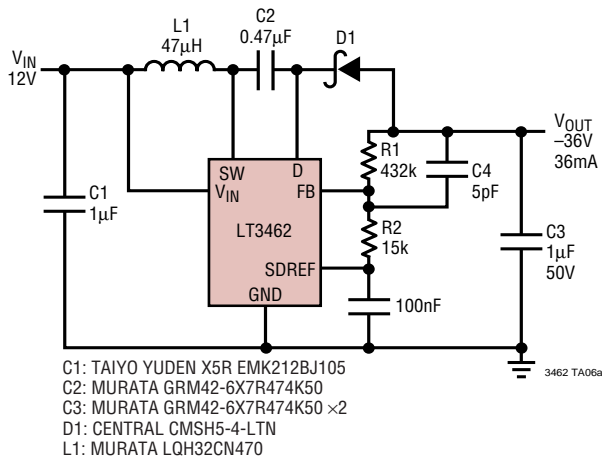 L1
47µH
C2
0.47µF
D1
VIN
12V
VOUT
–36V
36mA
R1
432k
C4
5pF
SW
D
VIN
FB
C1
1µF
LT3462
R2
15k
C3
1µF
50V
SDREF
GND
100nF
C1: TAIYO YUDEN X5R EMK212BJ105
C2: MURATA GRM42-6X7R474K50
C3: MURATA GRM42-6X7R474K50 ×2
D1: CENTRAL CMSH5-4-LTN
L1: MURATA LQH32CN470
3462 TA06a